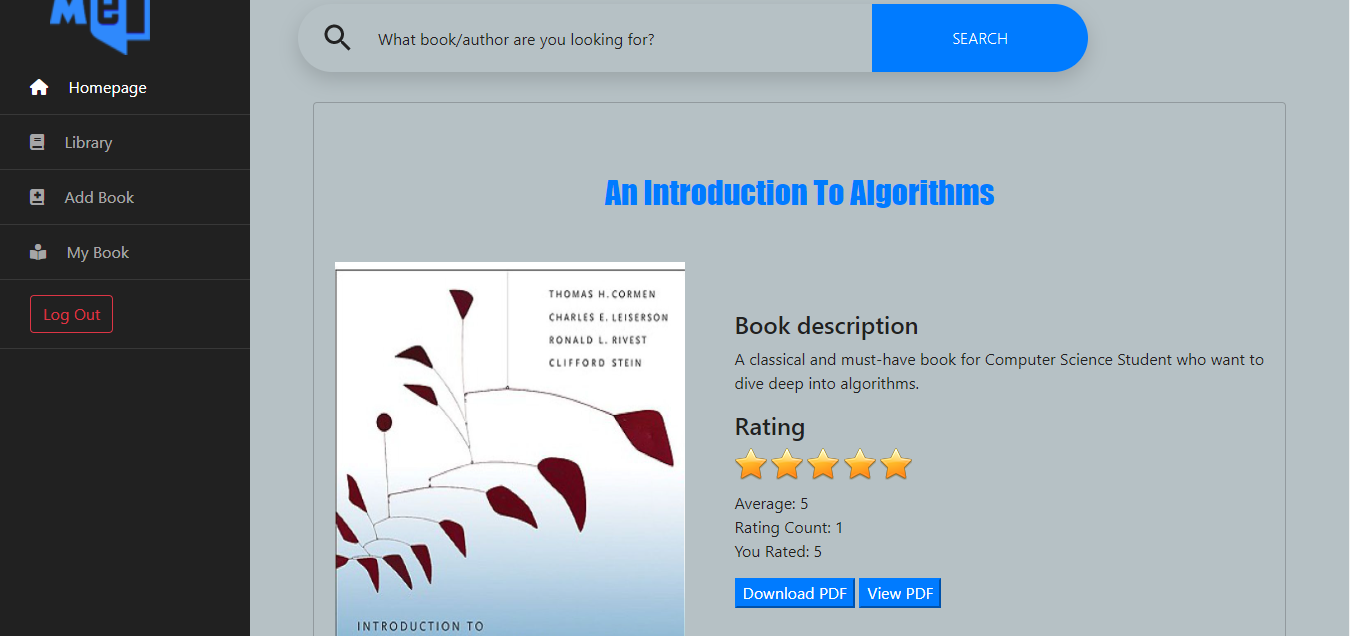 What book/author are you looking for?
SEARCH
Homepage
Library
Add Book
My Book
Log Out
An Introduction To Algorithms
THOMAS H. CORMEN
CHARLES E. LEISERSON
RONALD L. RIVEST
CLIFFORD STEIN
INTRODUCTION TO
Book description
A classical and must-have book for Computer Science Student who want to
dive deep into algorithms.
Rating
Average: 5
Rating Count: 1
You Rated: 5
Download PDF
View PDF